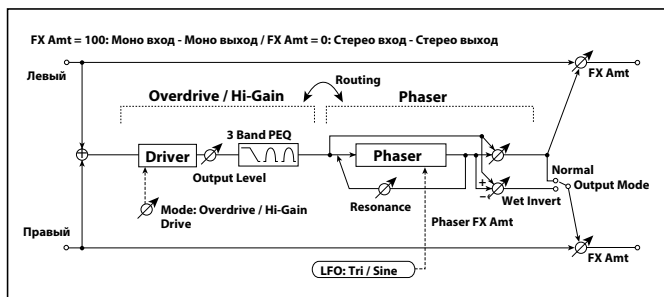 FX Amt = 100: Моно вход - Моно выход / FX Amt = 0: Стерео вход - Стерео выход
Левый
FX Amt
Routing
Overdrive / Hi-Gain
Phaser
3 Band PEQ
Driver
Phaser
Output Level
Normal
Output Mode
Resonance
+
−
Wet Invert
Mode: Overdrive / Hi-Gain
Drive
Phaser FX Amt
Правый
FX Amt
LFO: Tri / Sine